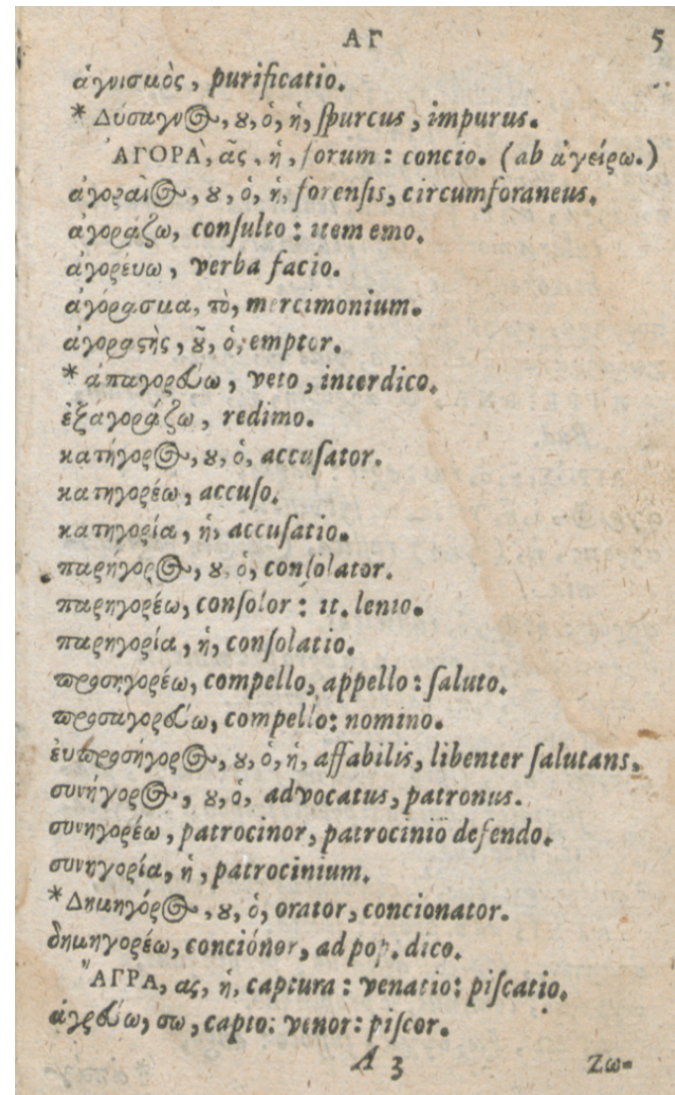 ΑΓ 5
ἁγνισμὸς, purificatio.
* Δύσαγνος, ου, ὁ, ἡ, ſpurcus, impurus.
ἈΓΟΡᾺ, ᾶς, ἡ, forum: concio. (ab ἀγείρω.)
ἀγοραῖος, ου, ὁ, ἡ, forenſis, circumforaneus.
ἀγοράζω, conſulto: item emo.
ἀγορεύω, verba facio.
ἀγόρασμα, τὸ, mercimonium.
ἀγοραστὴς, οῦ, ὁ, emptor.
* ἀπαγορεύω, veto, interdico.
ἐξαγοράζω, redimo.
κατήγορος, ου, ὁ, accuſator.
κατηγορέω, accuſo.
κατηγορία, ἡ, accuſatio.
παρήγορος, ου, ὁ, conſolator.
παρηγορέω, conſolor: it. lenio.
παρηγορία, ἡ, conſolatio.
προσηγορέω, compello, appello: ſaluto.
προσαγορεύω, compello: nomino.
ἐυπροσήγορος, ου, ὁ, ἡ, affabilis, libenter ſalutans.
συνήγορος, ου, ὁ, advocatus, patronus.
συνηγορέω, patrocinor, patrocinio defendo.
συνηγορία, ἡ, patrocinium.
* Δημηγόρος, ου, ὁ, orator, concionator.
δημηγορέω, concionor, ad pop. dico.
ἌΓΡΑ, ας, ἡ, captura: venatio: piſcatio.
ἀγρεύω, σω, capto: venor: piſcor.
A 3 Ζω-